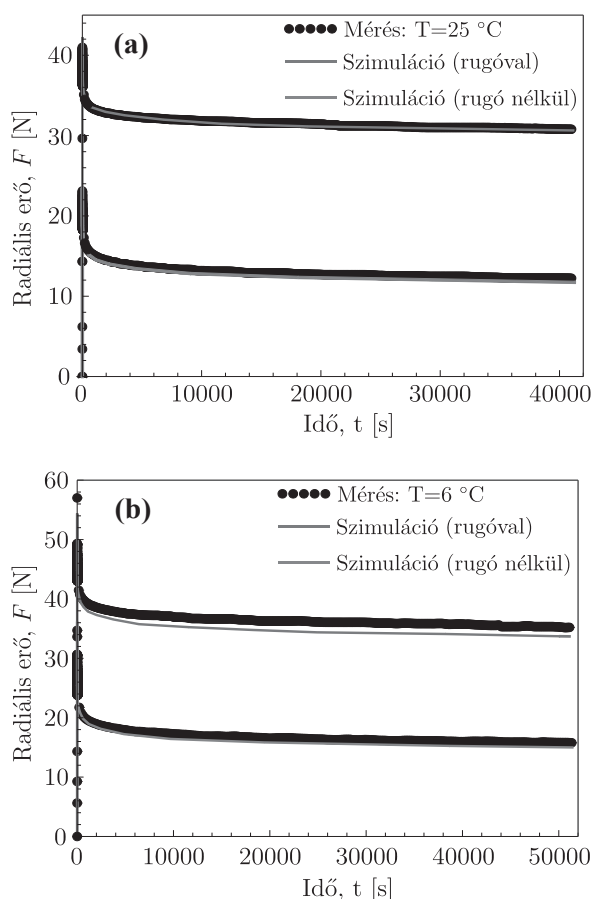 (a)
Mérés: T=25 °C
Szimuláció (rugóval)
Szimuláció (rugó nélkül)
Radiális erő, F [N]
40
30
20
10
0
0 10000 20000 30000 40000
Idő, t [s]
(b)
Mérés: T=6 °C
Szimuláció (rugóval)
Szimuláció (rugó nélkül)
Radiális erő, F [N]
60
50
40
30
20
10
0
0 10000 20000 30000 40000 50000
Idő, t [s]